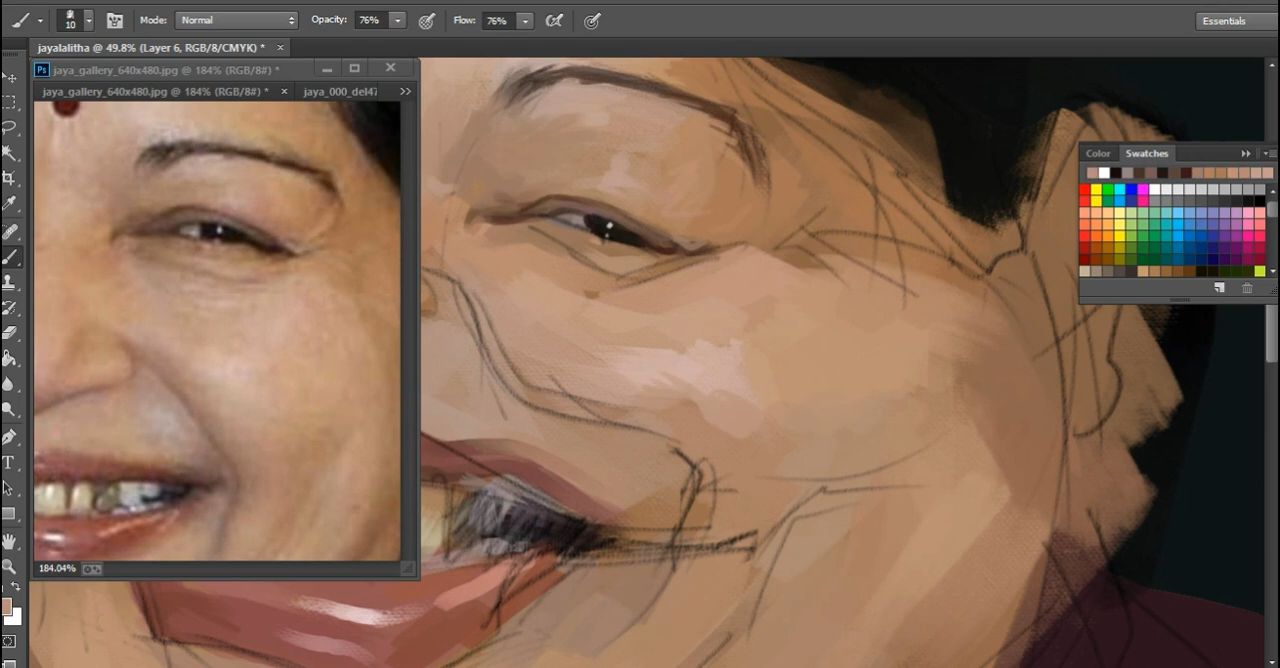 10 Mode: Normal Opacity: 76% Flow: 76% Essentials
jayalalitha @ 49.8% (Layer 6, RGB/8/CMYK) * ×
Ps jaya_gallery_640x480.jpg @ 184% (RGB/8#) *
jaya_gallery_640x480.jpg @ 184% (RGB/8#) * × jaya_000_del47 >>
Color Swatches
184.04%